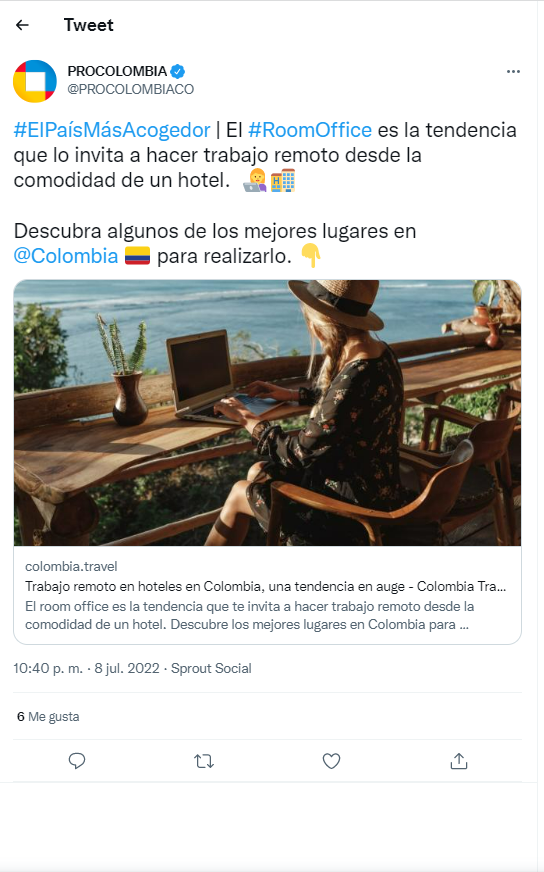 Tweet
PROCOLOMBIA
@PROCOLOMBIACO
#ElPaísMásAcogedor | El #RoomOffice es la tendencia
que lo invita a hacer trabajo remoto desde la
comodidad de un hotel. 👩‍💻🏨
Descubra algunos de los mejores lugares en
@Colombia 🇨🇴 para realizarlo. 👇
colombia.travel
Trabajo remoto en hoteles en Colombia, una tendencia en auge - Colombia Tra...
El room office es la tendencia que te invita a hacer trabajo remoto desde la
comodidad de un hotel. Descubre los mejores lugares en Colombia para ...
10:40 p. m. · 8 jul. 2022 · Sprout Social
6 Me gusta